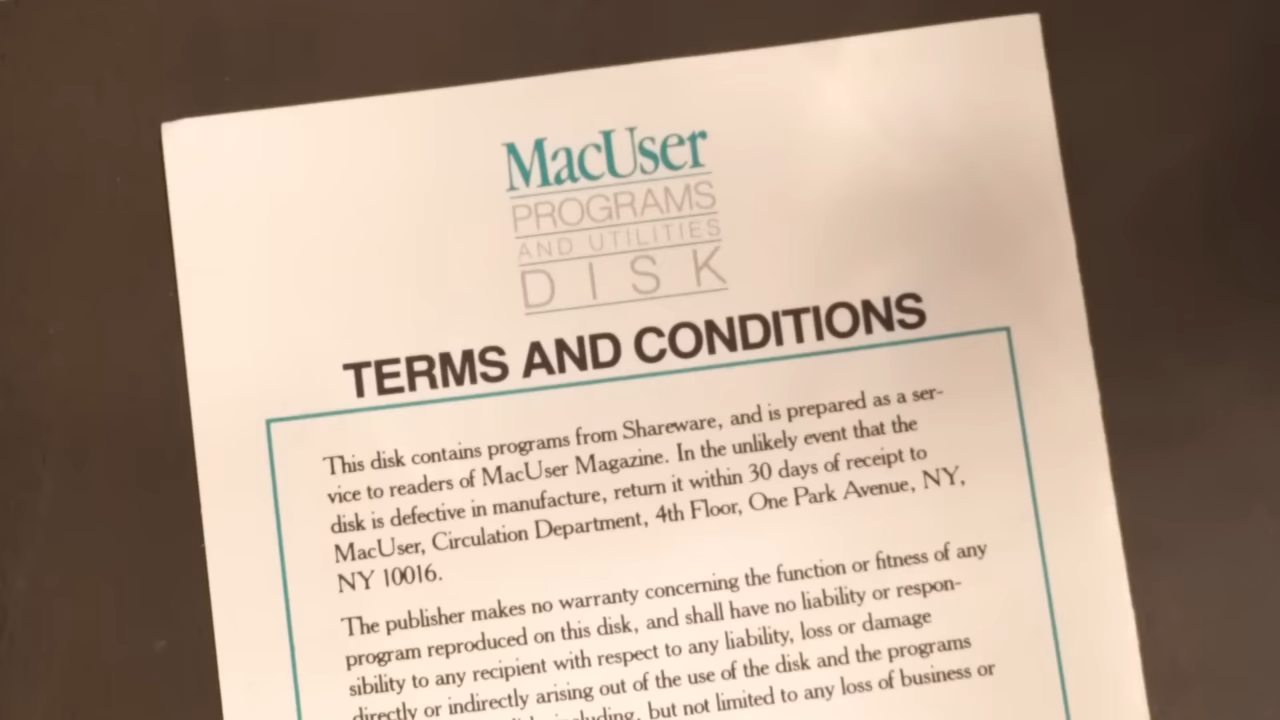 MacUser
PROGRAMS
AND UTILITIES
DISK
TERMS AND CONDITIONS
This disk contains programs from Shareware, and is prepared as a ser-
vice to readers of MacUser Magazine. In the unlikely event that the
disk is defective in manufacture, return it within 30 days of receipt to
MacUser, Circulation Department, 4th Floor, One Park Avenue, NY,
NY 10016.
The publisher makes no warranty concerning the function or fitness of any
program reproduced on this disk, and shall have no liability or respon-
sibility to any recipient with respect to any liability, loss or damage
directly or indirectly arising out of the use of the disk and the programs
including, but not limited to any loss of business or